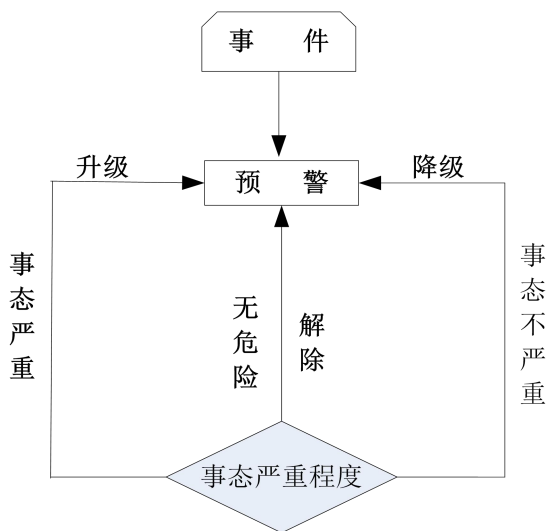 事 件
升级
预 警
降级
事态严重
无危险
解除
事态不严重
事态严重程度